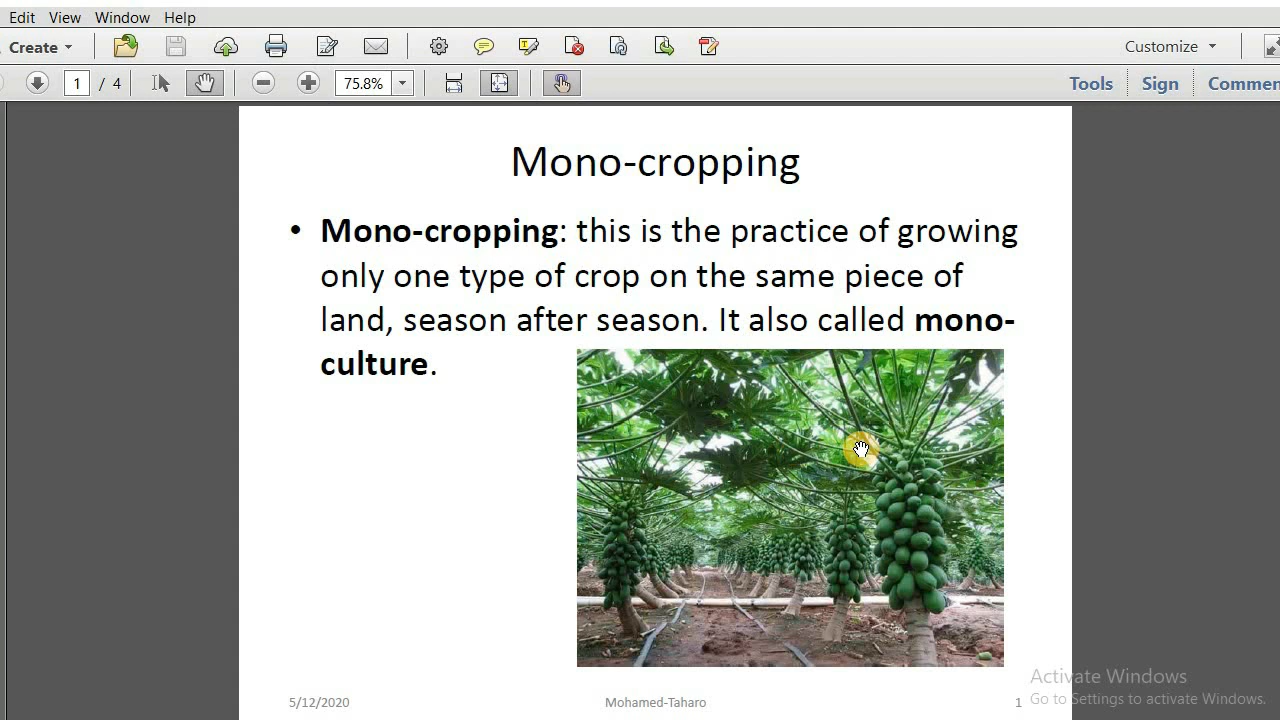 Edit View Window Help
Create Customize
1 / 4 75.8% Tools Sign Commen
Mono-cropping
• Mono-cropping: this is the practice of growing
only one type of crop on the same piece of
land, season after season. It also called mono-
culture.
Activate Windows
Go to Settings to activate Windows.
5/12/2020 Mohamed-Taharo 1